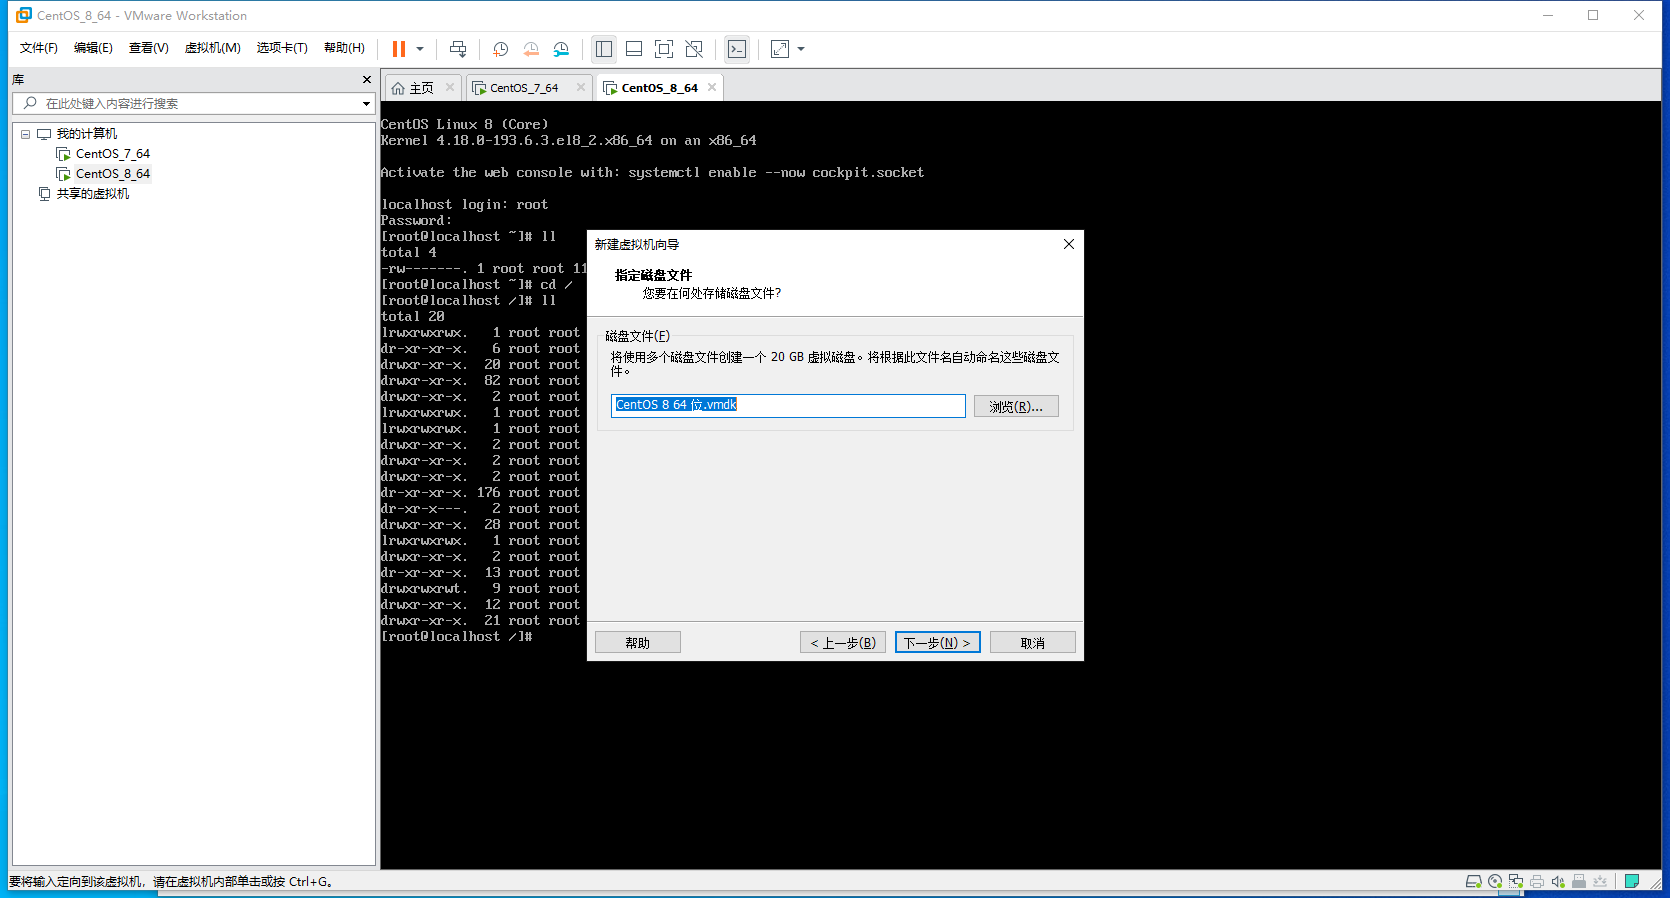 CentOS_8_64 - VMware Workstation
文件(F) 编辑(E) 查看(V) 虚拟机(M) 选项卡(T) 帮助(H)
库
在此处键入内容进行搜索
我的计算机
CentOS_7_64
CentOS_8_64
共享的虚拟机
主页 CentOS_7_64 CentOS_8_64
CentOS Linux 8 (Core)
Kernel 4.18.0-193.6.3.el8_2.x86_64 on an x86_64
Activate the web console with: systemctl enable --now cockpit.socket
localhost login: root
Password:
[root@localhost ~]# ll
total 4
-rw-------. 1 root root 11
[root@localhost ~]# cd /
[root@localhost /]# ll
total 20
lrwxrwxrwx.   1 root root
dr-xr-xr-x.   6 root root
drwxr-xr-x.  20 root root
drwxr-xr-x.  82 root root
drwxr-xr-x.   2 root root
lrwxrwxrwx.   1 root root
lrwxrwxrwx.   1 root root
drwxr-xr-x.   2 root root
drwxr-xr-x.   2 root root
drwxr-xr-x.   2 root root
dr-xr-xr-x. 176 root root
dr-xr-x---.   2 root root
drwxr-xr-x.  28 root root
lrwxrwxrwx.   1 root root
drwxr-xr-x.   2 root root
dr-xr-xr-x.  13 root root
drwxrwxrwt.   9 root root
drwxr-xr-x.  12 root root
drwxr-xr-x.  21 root root
[root@localhost /]#
新建虚拟机向导
指定磁盘文件
您要在何处存储磁盘文件?
磁盘文件(F)
将使用多个磁盘文件创建一个 20 GB 虚拟磁盘。将根据此文件名自动命名这些磁盘文
件。
CentOS 8 64 位.vmdk 浏览(R)...
帮助 < 上一步(B) 下一步(N) > 取消
要将输入定向到该虚拟机，请在虚拟机内部单击或按 Ctrl+G。